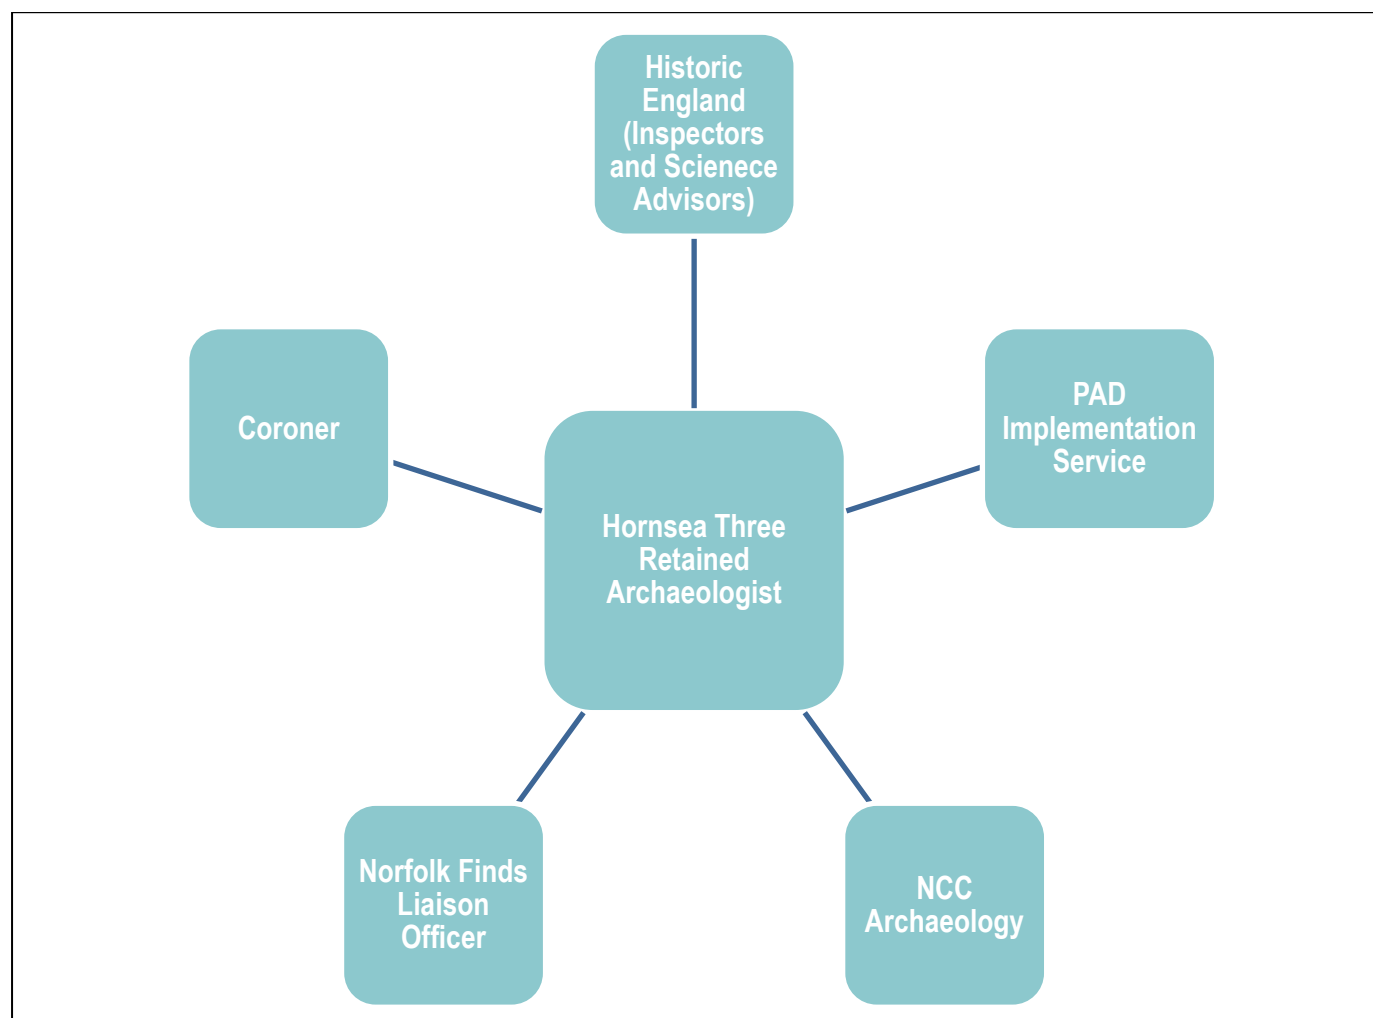 Historic
England
(Inspectors
and Scienece
Advisors)
Coroner
PAD
Implementation
Service
Hornsea Three
Retained
Archaeologist
Norfolk Finds
Liaison
Officer
NCC
Archaeology